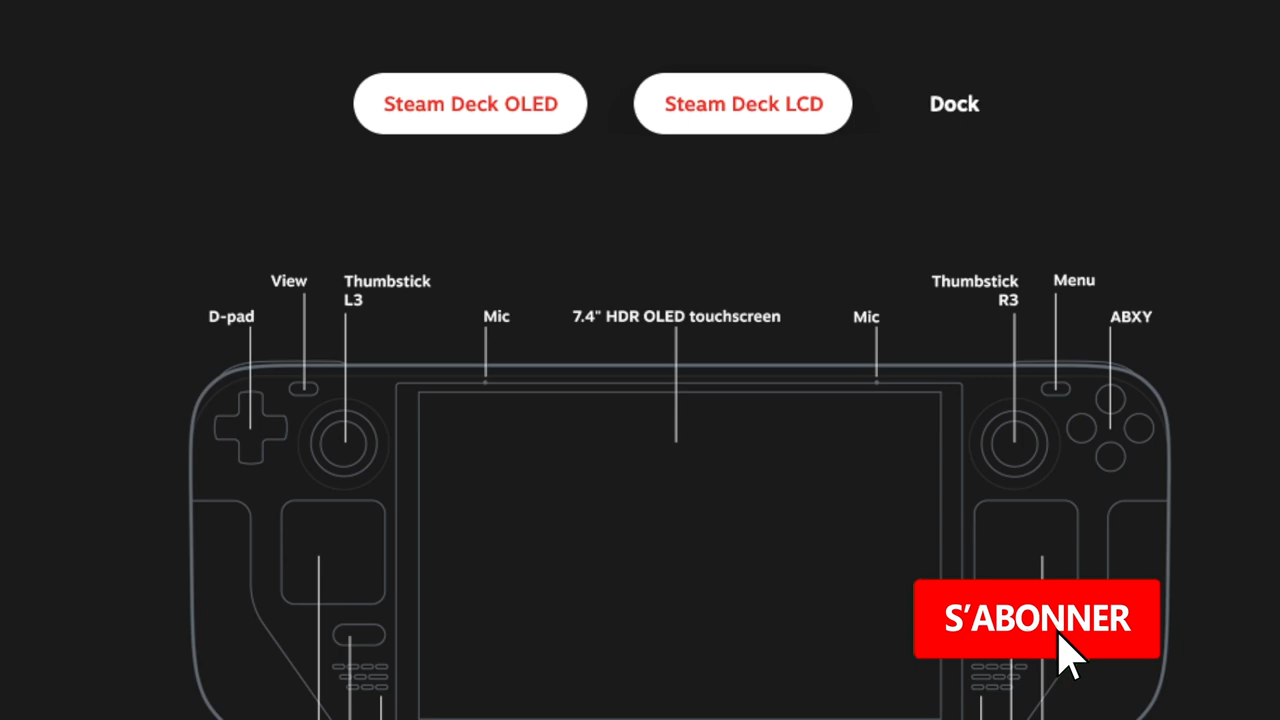 Steam Deck OLED
Steam Deck LCD
Dock
View
Thumbstick
L3
Thumbstick
R3
Menu
D-pad
Mic
7.4" HDR OLED touchscreen
Mic
ABXY
S'ABONNER